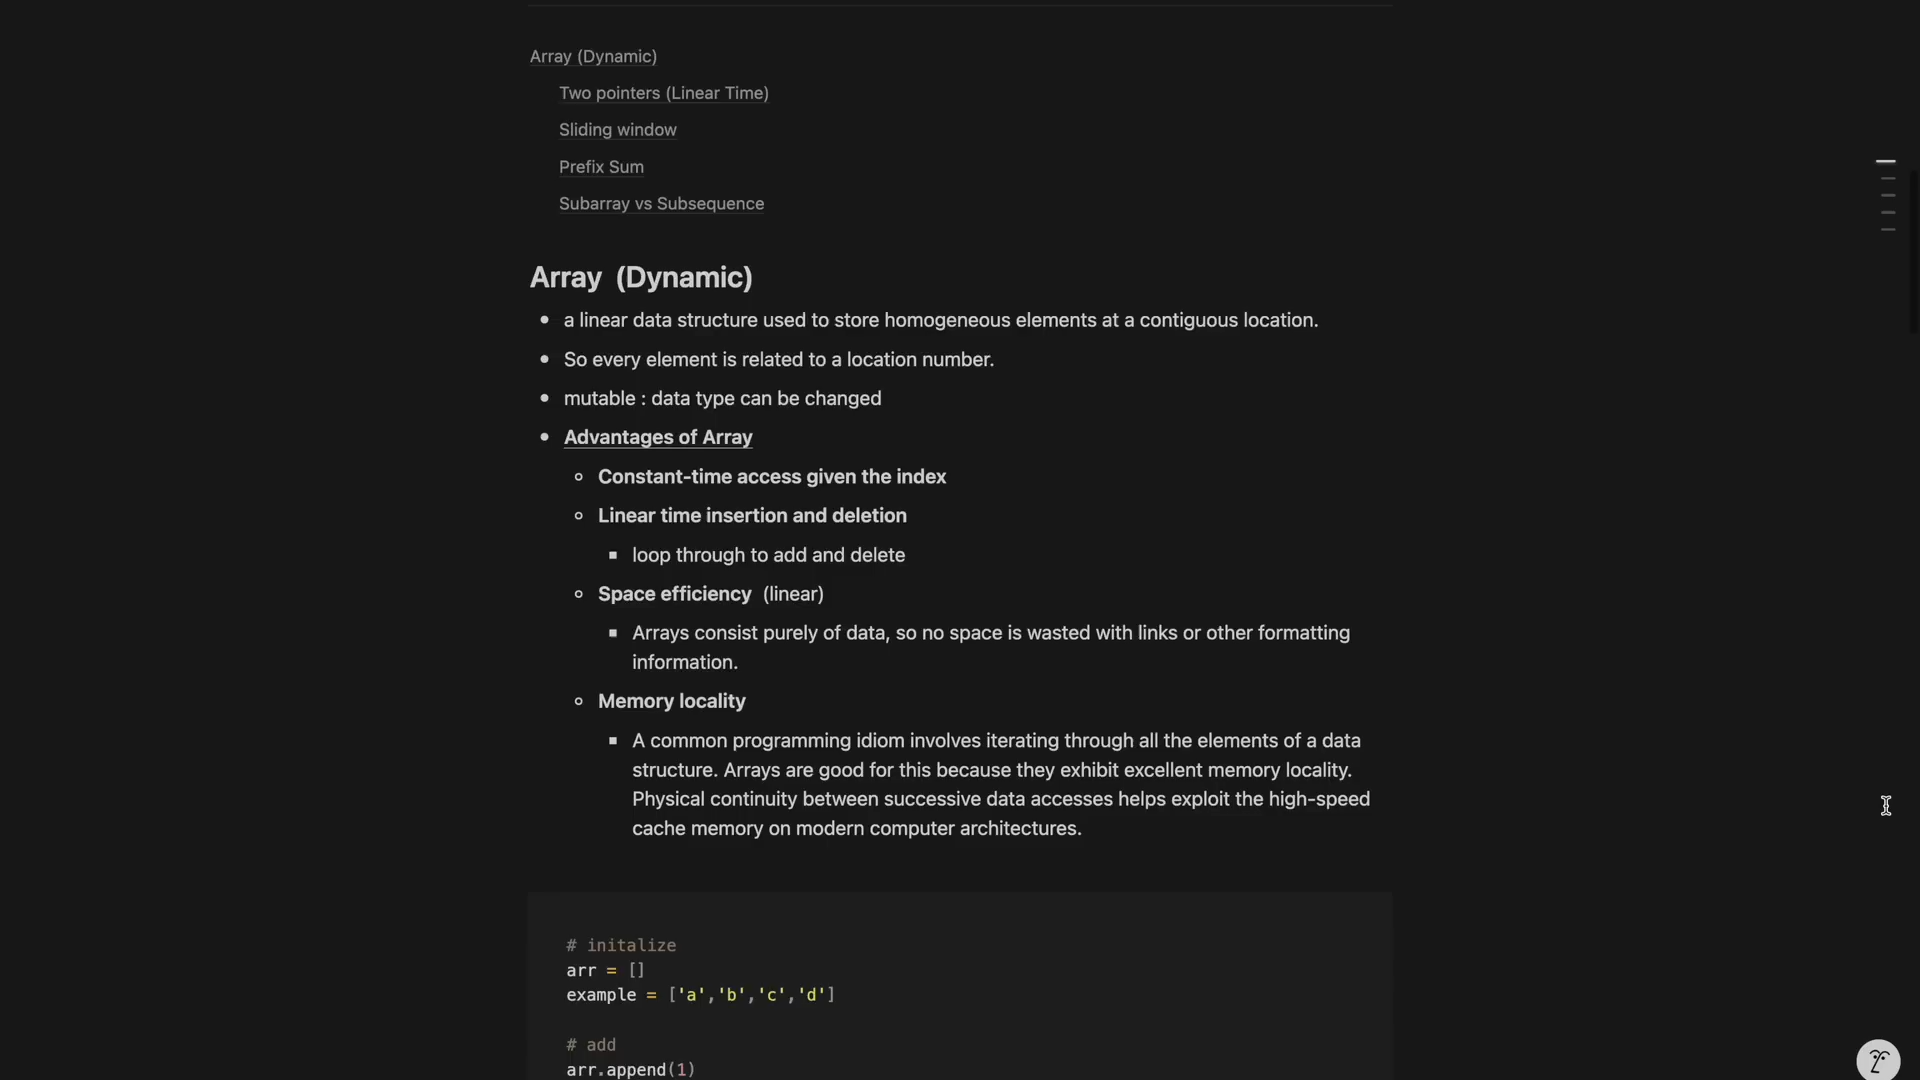 Array (Dynamic)
Two pointers (Linear Time)
Sliding window
Prefix Sum
Subarray vs Subsequence
Array (Dynamic)
a linear data structure used to store homogeneous elements at a contiguous location.
So every element is related to a location number.
mutable : data type can be changed
Advantages of Array
Constant-time access given the index
Linear time insertion and deletion
loop through to add and delete
Space efficiency (linear)
Arrays consist purely of data, so no space is wasted with links or other formatting
information.
Memory locality
A common programming idiom involves iterating through all the elements of a data
structure. Arrays are good for this because they exhibit excellent memory locality.
Physical continuity between successive data accesses helps exploit the high-speed
cache memory on modern computer architectures.
# initalize
arr = []
example = ['a','b','c','d']
# add
arr.append(1)